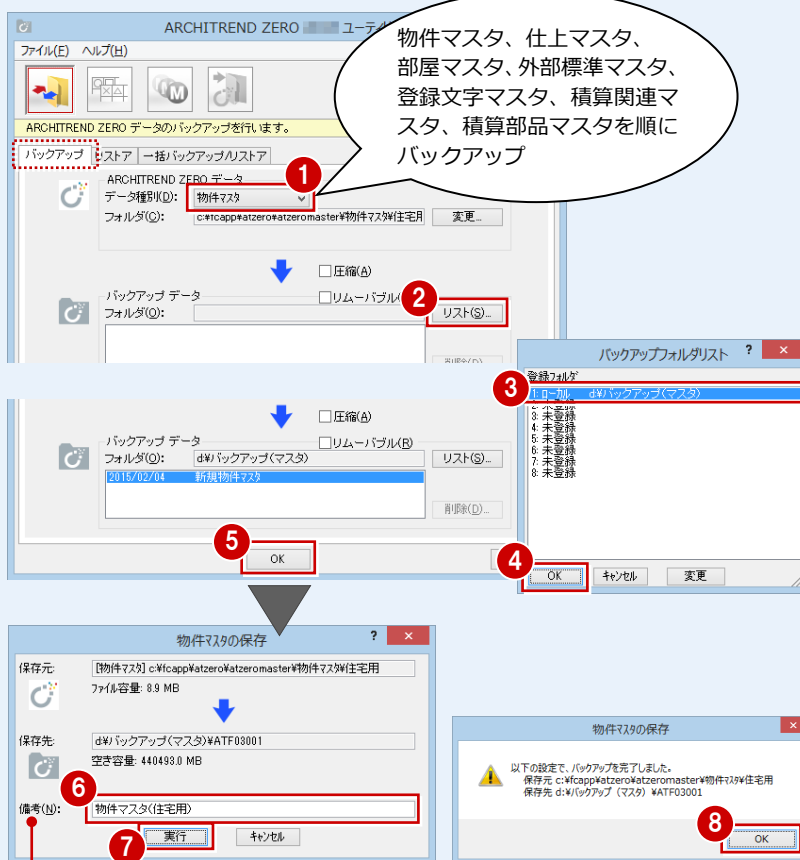 ARCHITREND ZERO ユーティ
ファイル(F) ヘルプ(H)
物件マスタ、仕上マスタ、
部屋マスタ、外部標準マスタ、
登録文字マスタ、積算関連マ
スタ、積算部品マスタを順に
バックアップ
ARCHITREND ZERO データのバックアップを行います。
バックアップ リストア 一括バックアップ/リストア
1
ARCHITREND ZERO データ
データ種別(D): 物件マスタ
フォルダ(C): c:¥fcapp¥atzero¥atzeromaster¥物件マスタ¥住宅用 変更...
圧縮(A)
バックアップ データ
リムーバブル(
2
フォルダ(O): リスト(S)...
削除(D)
バックアップフォルダリスト ? ×
登録フォルダ
3
1: ローカル d¥バックアップ(マスタ)
2: 未登録
3: 未登録
4: 未登録
5: 未登録
6: 未登録
7: 未登録
8: 未登録
4
OK キャンセル 変更
圧縮(A)
バックアップ データ
リムーバブル(R)
フォルダ(O): d¥バックアップ(マスタ) リスト(S)...
2015/02/04 新規物件マスタ
削除(D)...
5
OK
物件マスタの保存 ? ×
保存元: [物件マスタ] c:¥fcapp¥atzero¥atzeromaster¥物件マスタ¥住宅用
ファイル容量: 8.9 MB
保存先: d¥バックアップ(マスタ)¥ATF03001
空き容量: 440493.0 MB
6
備考(N): 物件マスタ(住宅用)
7
実行 キャンセル
物件マスタの保存 ×
以下の設定で、バックアップを完了しました。
保存元 c:¥fcapp¥atzero¥atzeromaster¥物件マスタ¥住宅用
保存先 d:¥バックアップ（マスタ）¥ATF03001
8
OK